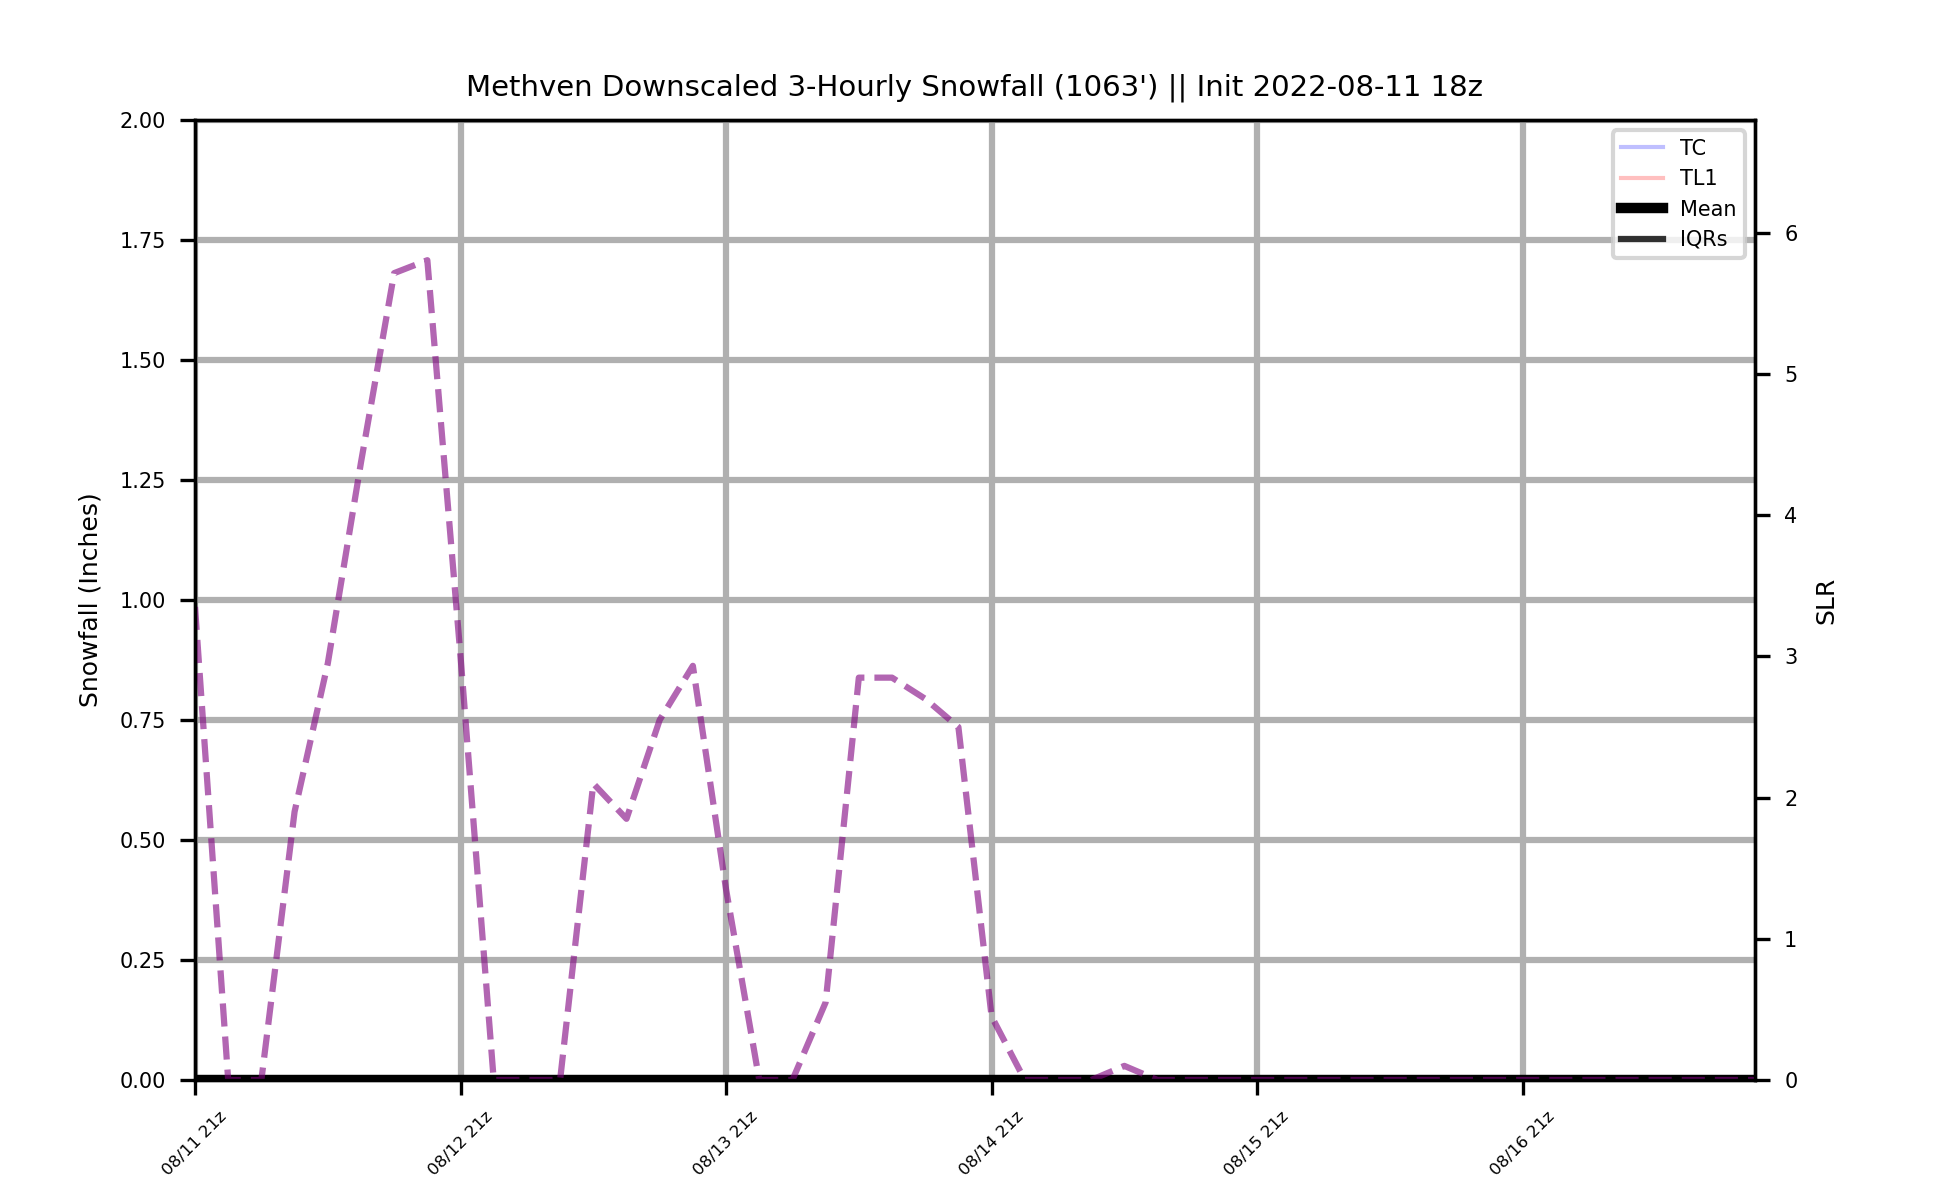 Methven Downscaled 3-Hourly Snowfall (1063') || Init 2022-08-11 18z
2.00
1.75
1.50
1.25
1.00
0.75
0.50
0.25
0.00
Snowfall (Inches)
TC
TL1
Mean
IQRs
6
5
4
3
2
1
0
SLR
08/11 21z
08/12 21z
08/13 21z
08/14 21z
08/15 21z
08/16 21z